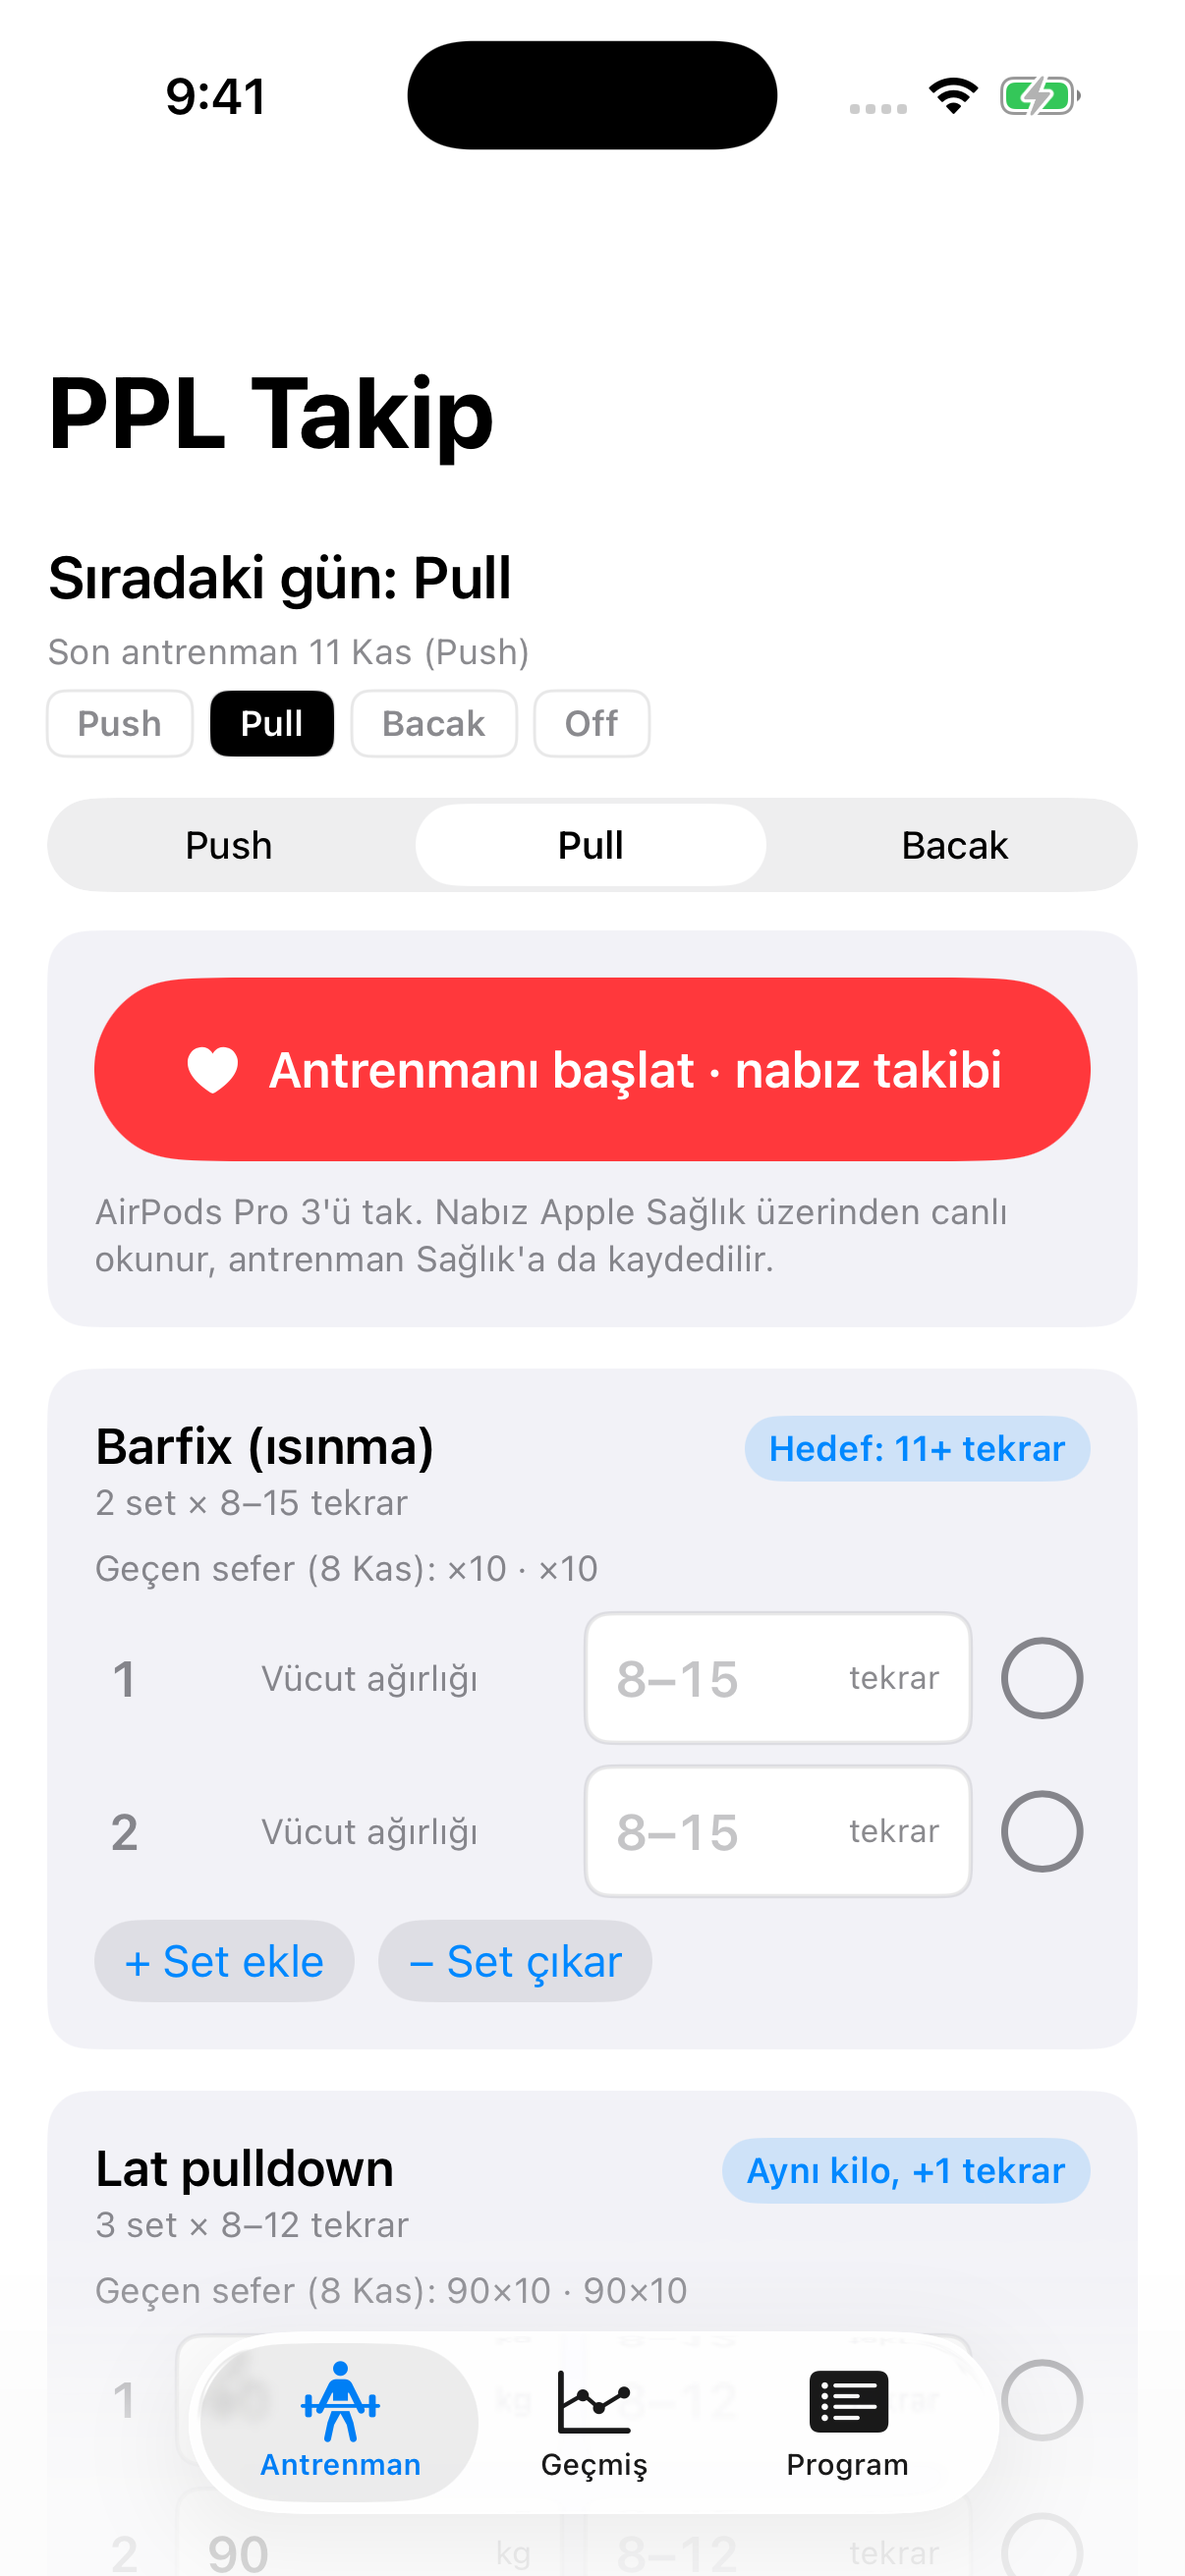 9:41
PPL Takip
Sıradaki gün: Pull
Son antrenman 11 Kas (Push)
Push Pull Bacak Off
Push Pull Bacak
Antrenmanı başlat · nabız takibi
AirPods Pro 3'ü tak. Nabız Apple Sağlık üzerinden canlı
okunur, antrenman Sağlık'a da kaydedilir.
Barfix (ısınma) Hedef: 11+ tekrar
2 set × 8–15 tekrar
Geçen sefer (8 Kas): ×10 · ×10
1 Vücut ağırlığı 8–15 tekrar
2 Vücut ağırlığı 8–15 tekrar
+ Set ekle – Set çıkar
Lat pulldown Aynı kilo, +1 tekrar
3 set × 8–12 tekrar
Geçen sefer (8 Kas): 90×10 · 90×10
1 kg 8–12
Antrenman Geçmiş Program
2 90 kg 8–12 tekrar